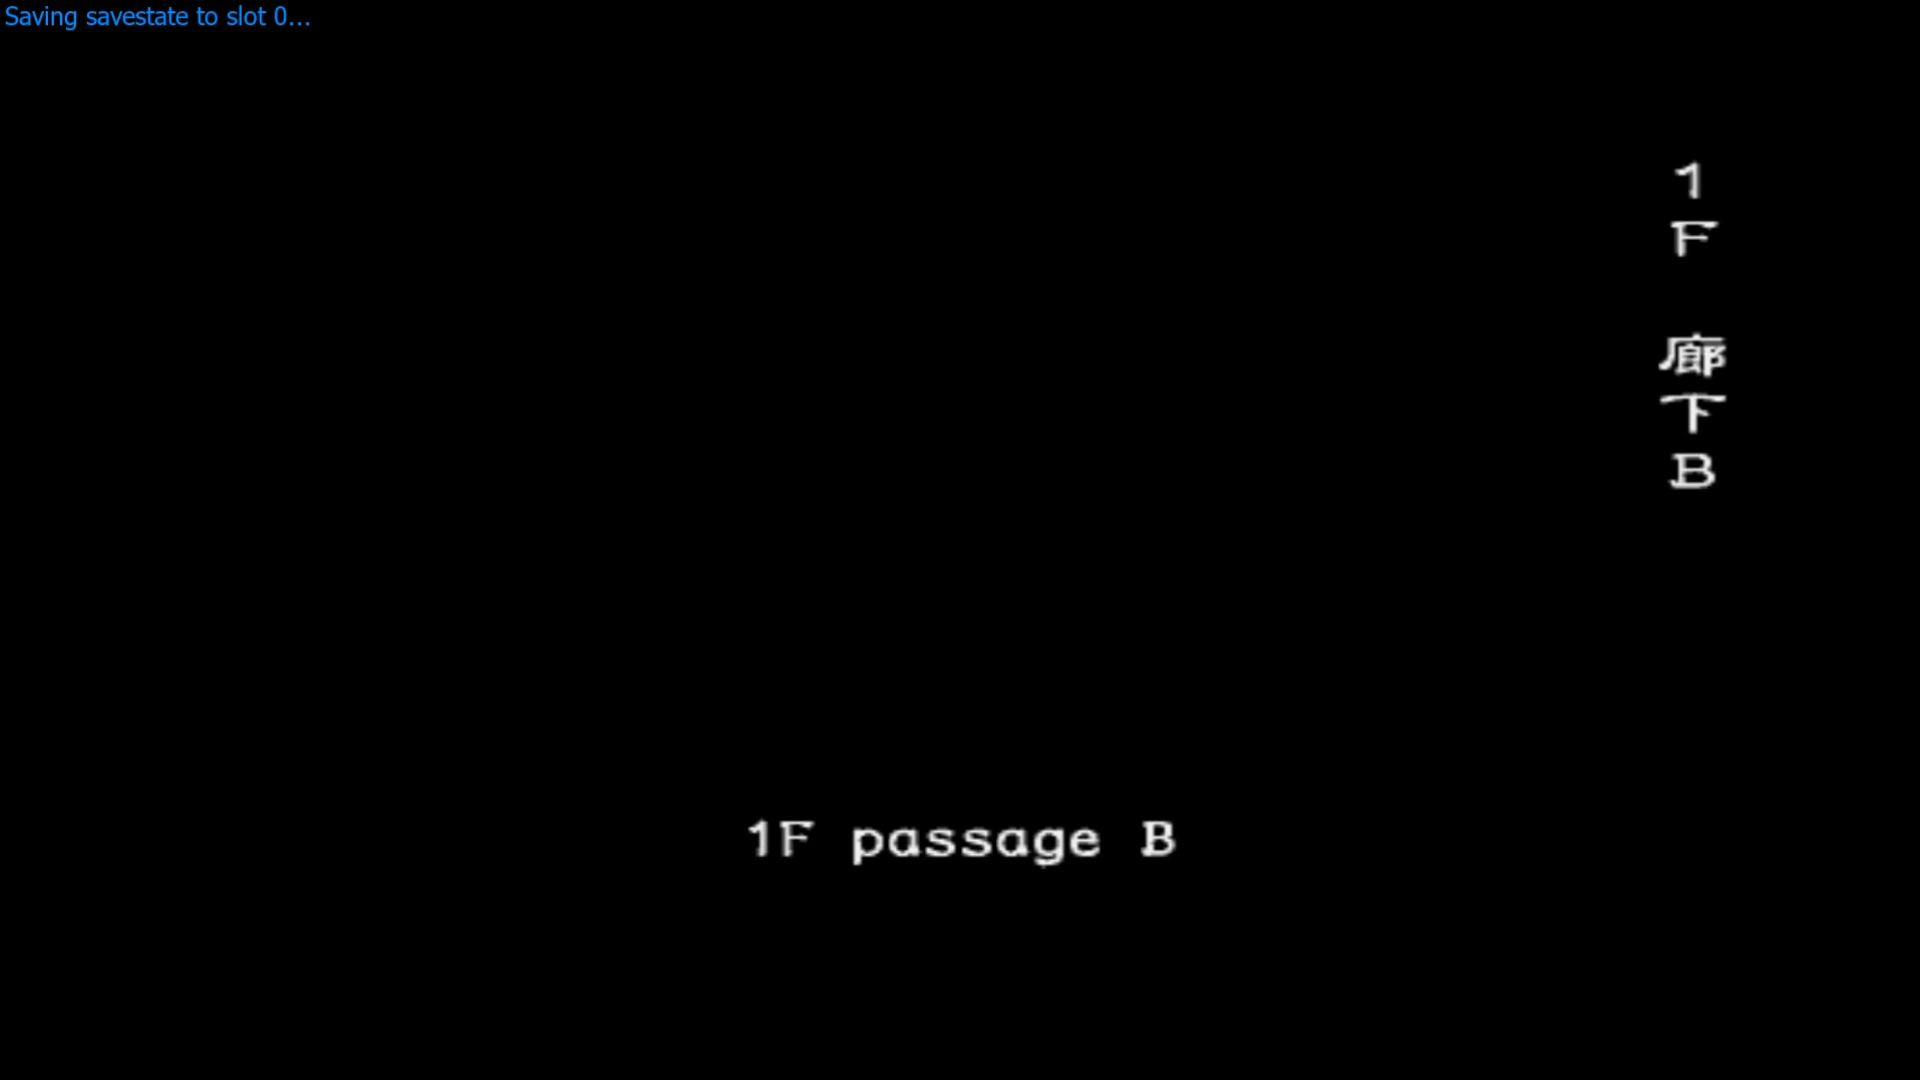 Saving savestate to slot 0...
1F 廊下B
1F passage B